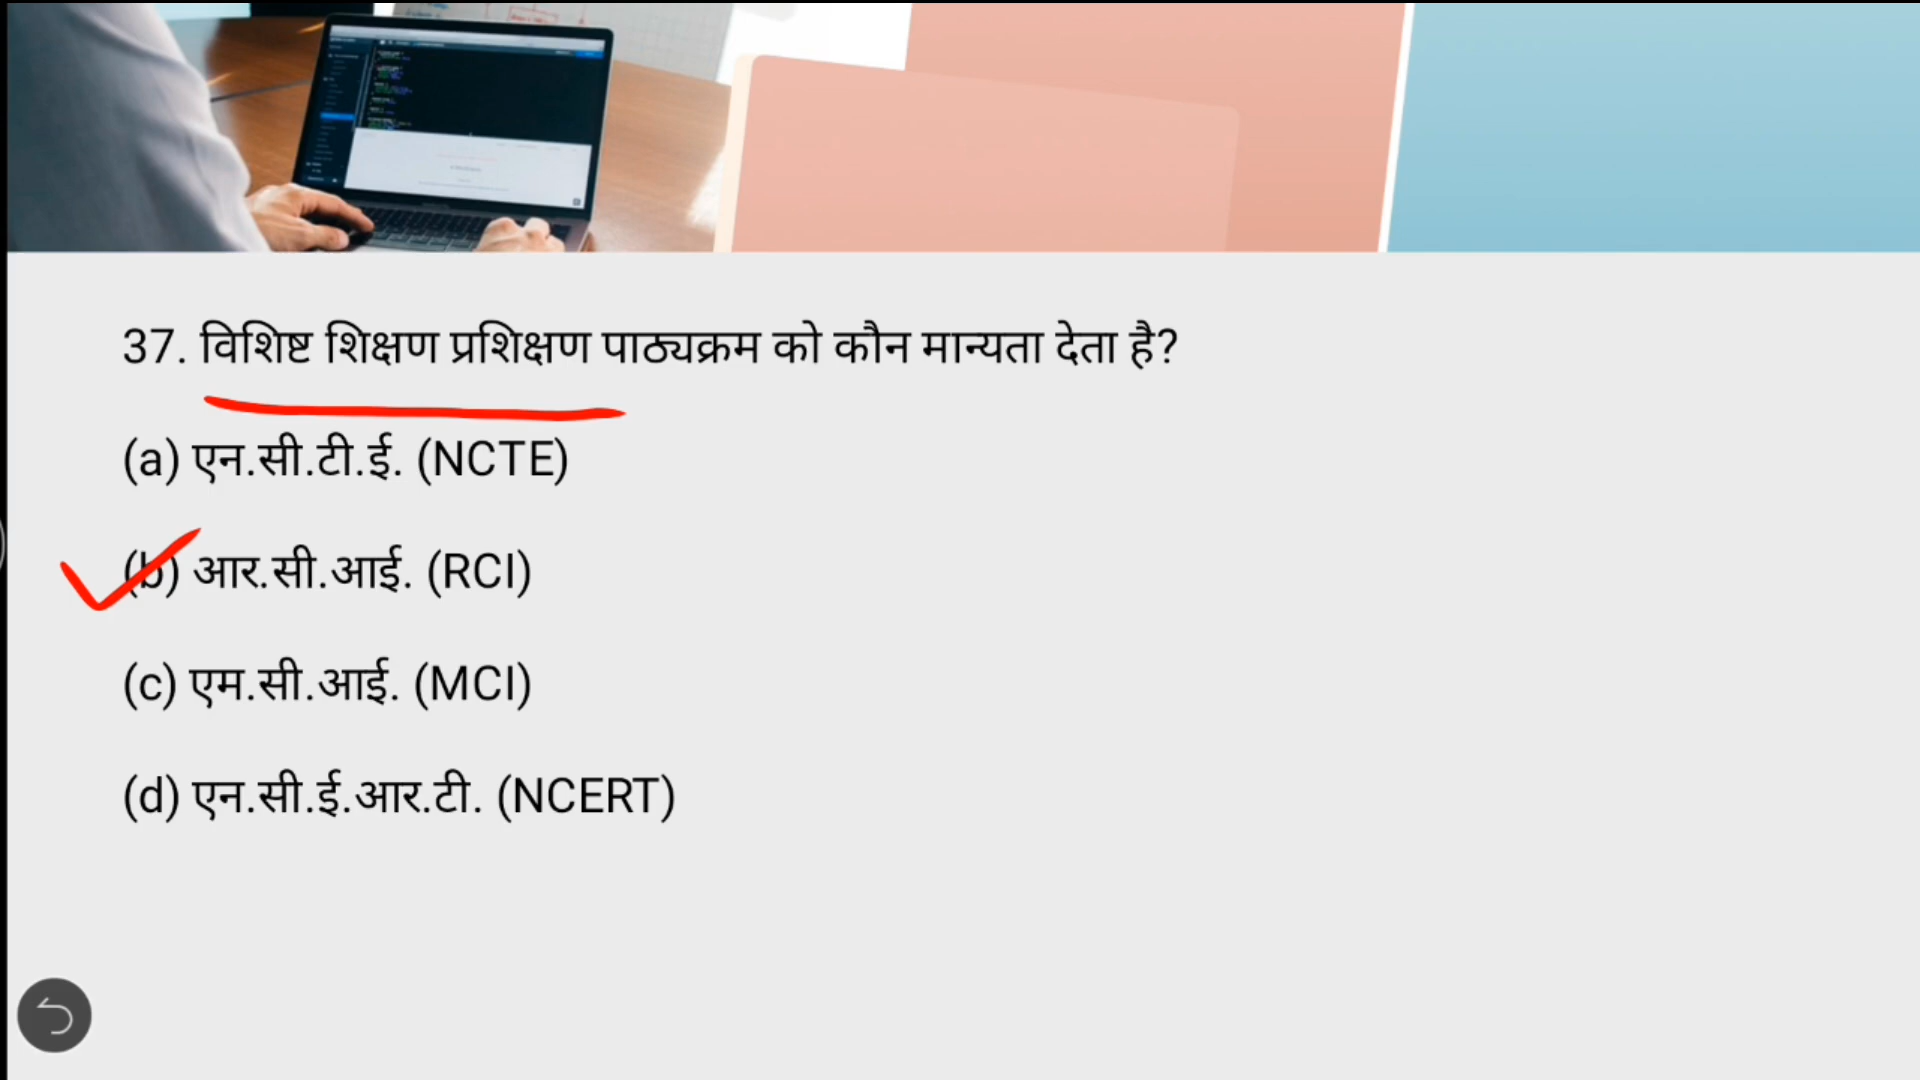 37. विशिष्ट शिक्षण प्रशिक्षण पाठ्यक्रम को कौन मान्यता देता है?
(a) एन.सी.टी.ई. (NCTE)
(b) आर.सी.आई. (RCI)
(c) एम.सी.आई. (MCI)
(d) एन.सी.ई.आर.टी. (NCERT)